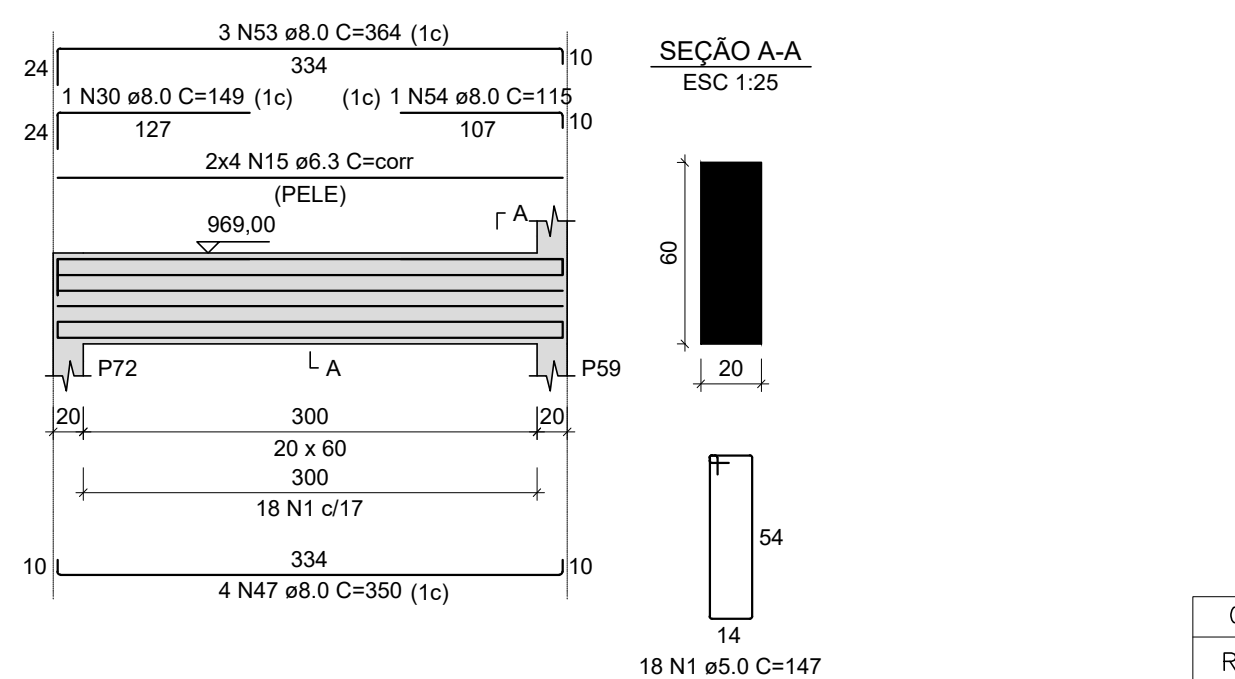 3 N53 ø8.0 C=364 (1c)
24
334
10
1 N30 ø8.0 C=149 (1c)
(1c) 1 N54 ø8.0 C=115
24
127
107
10
2x4 N15 ø6.3 C=corr
(PELE)
969,00
A
A
P72
P59
20
300
20
20 x 60
300
18 N1 c/17
10
334
10
4 N47 ø8.0 C=350 (1c)
SEÇÃO A-A
ESC 1:25
60
20
54
14
18 N1 ø5.0 C=147